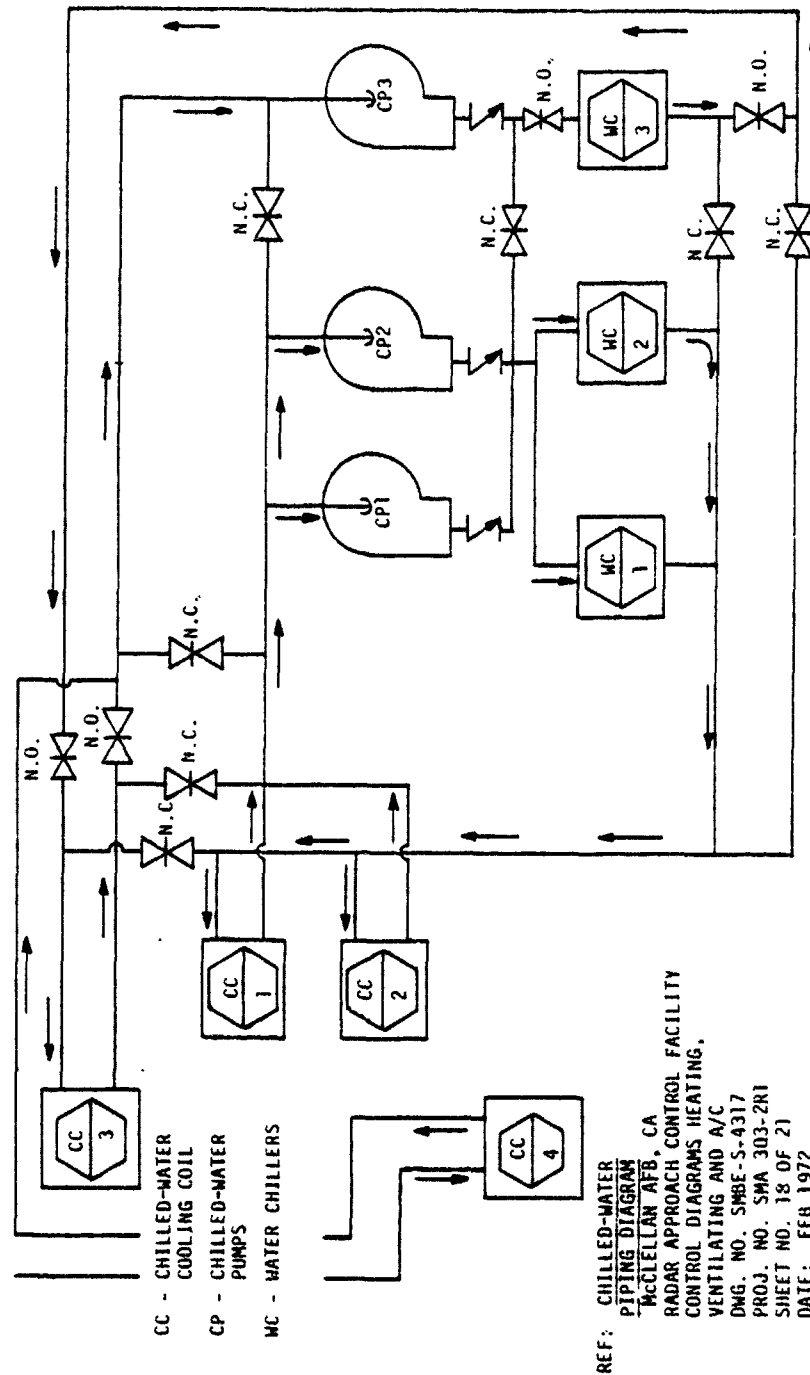 CC 3
N.O.
N.O.
N.C
N.C.
N.C.
CC 1
CC 2
CC 4
CC - CHILLED-WATER
COOLING COIL
CP - CHILLED-WATER
PUMPS
WC - WATER CHILLERS
N.C.
CP1
CP2
CP3
N.C.
N.O.
WC 1
WC 2
WC 3
N.C.
N.C.
N.O.
REF: CHILLED-WATER
PIPING DIAGRAM
McCLELLAN AFB, CA
RADAR APPROACH CONTROL FACILITY
CONTROL DIAGRAMS HEATING,
VENTILATING AND A/C
DWG. NO. SMBE-S-4317
PROJ. NO. SMA 303-2R1
SHEET NO. 18 OF 21
DATE: FEB 1972